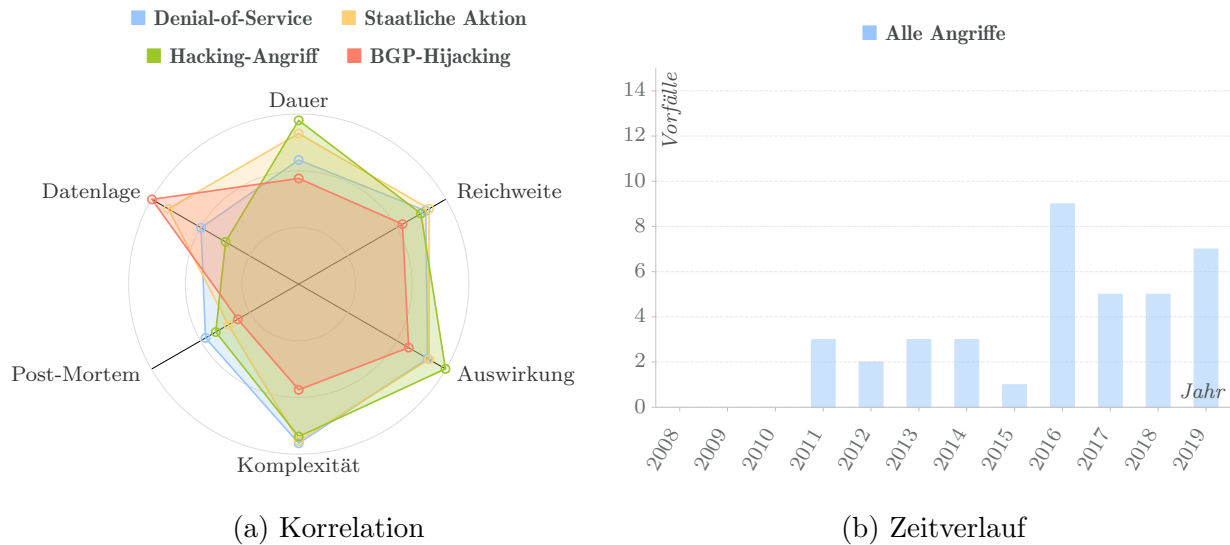 Denial-of-Service Staatliche Aktion
Hacking-Angriff BGP-Hijacking
Dauer
Datenlage Reichweite
Post-Mortem Auswirkung
Komplexität
(a) Korrelation
Alle Angriffe
Vorfälle
14
12
10
8
6
4
2
0
Jahr
2008 2009 2010 2011 2012 2013 2014 2015 2016 2017 2018 2019
(b) Zeitverlauf